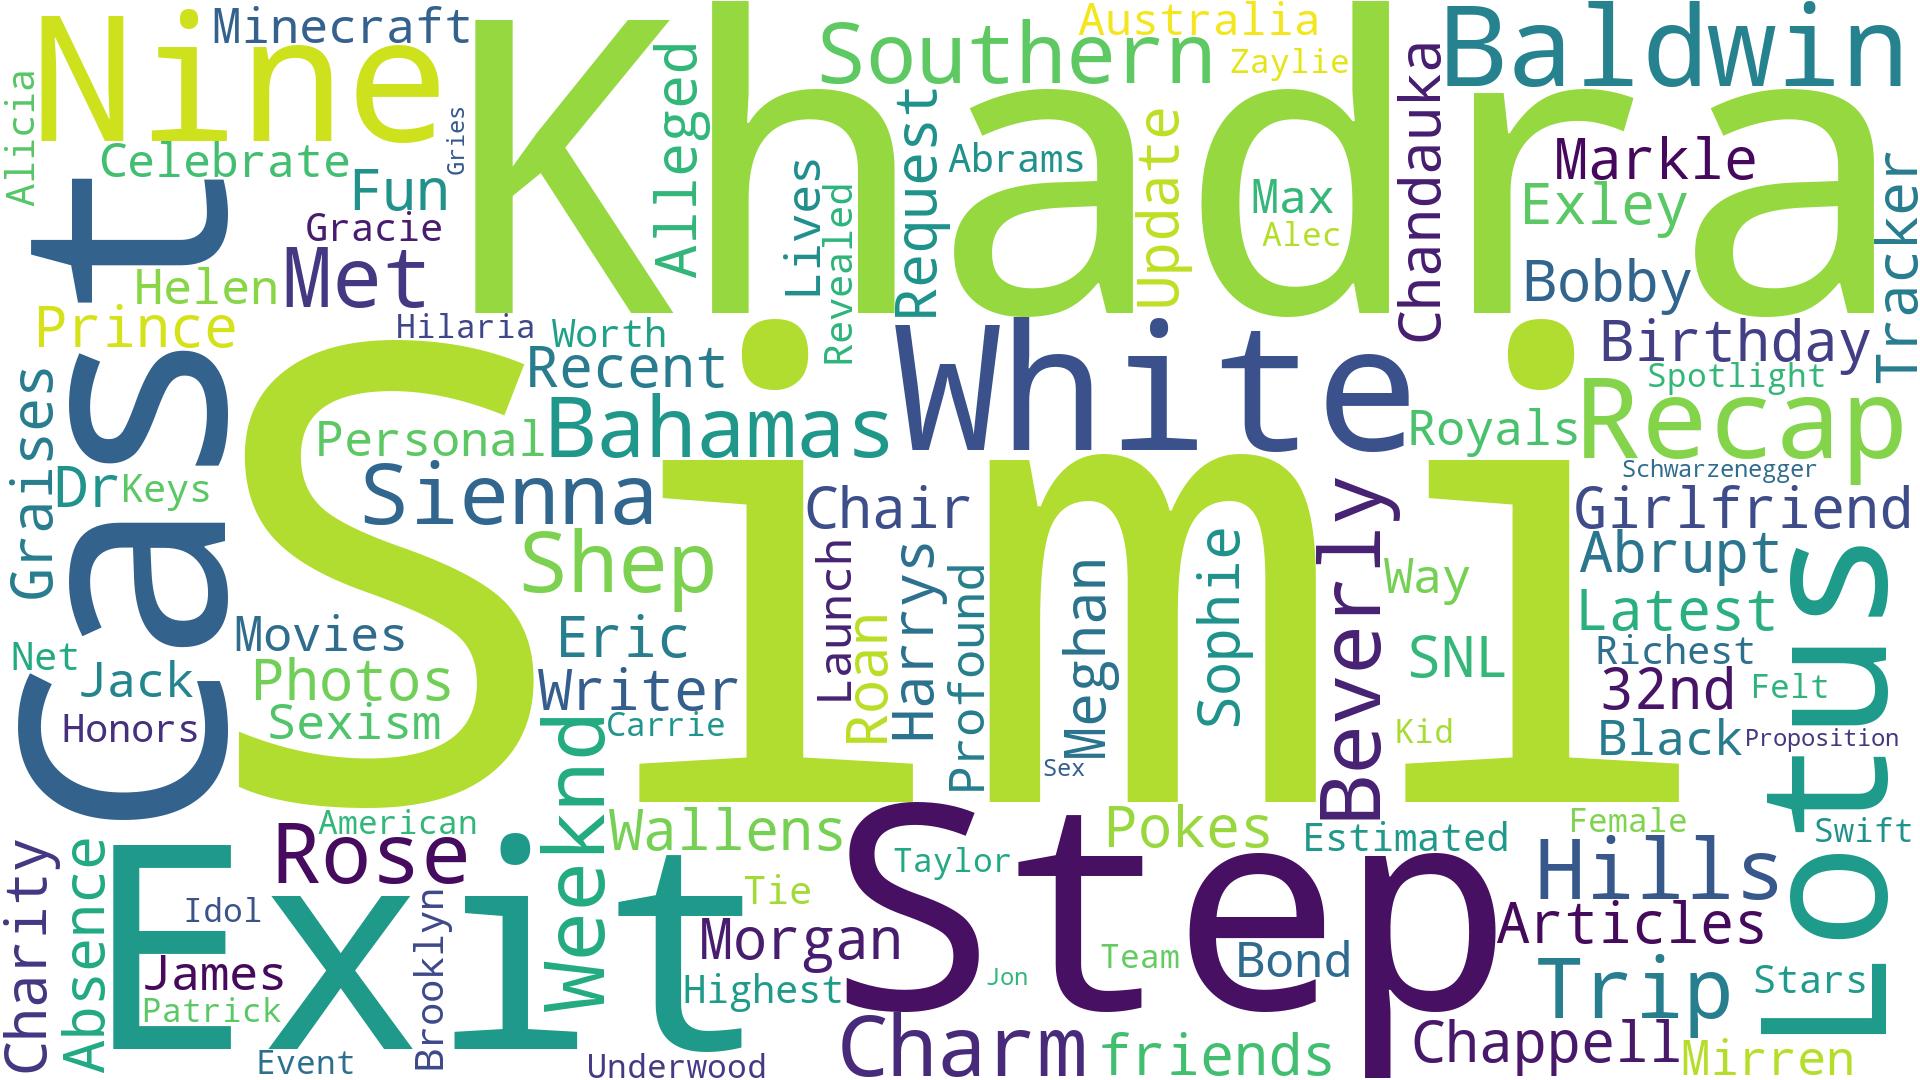 Nine
Minecraft
Khadra
Southern
Australia
Zaylie
Baldwin
Alicia
Celebrate
Gries
Fun
Gracie
Alleged
Lives
Revealed
Request
Abrams
Update
Max
Alec
Chandauka
Markle
Exley
Tracker
Helen
Met
Bobby
Prince
Hilaria
Worth
Recent
White
Birthday
Spotlight
Cast
Graisses
Personal
Bahamas
Royals
Recap
Dr
Keys
Simi
Sienna
Chair
Beverly
Schwarzenegger
Girlfriend
Shep
Abrupt
Lotus
Way
Latest
Launch
Roan
Harrys
Profound
Meghan
Sophie
Movies
Eric
SNL
Richest
Net
Jack
Photos
Writer
32nd
Felt
Honors
Sexism
Carrie
Kid
Black
Proposition
Sex
Weeknd
American
Rose
Wallens
Step
Pokes
Estimated
Female
Swift
Charity
Absence
Exit
Taylor
Hills
Idol
Tie
Articles
Brooklyn
Morgan
Team
Bond
James
Patrick
Highest
Jon
Trip
Stars
Event
Underwood
Charm
friends
Chappell
Mirren